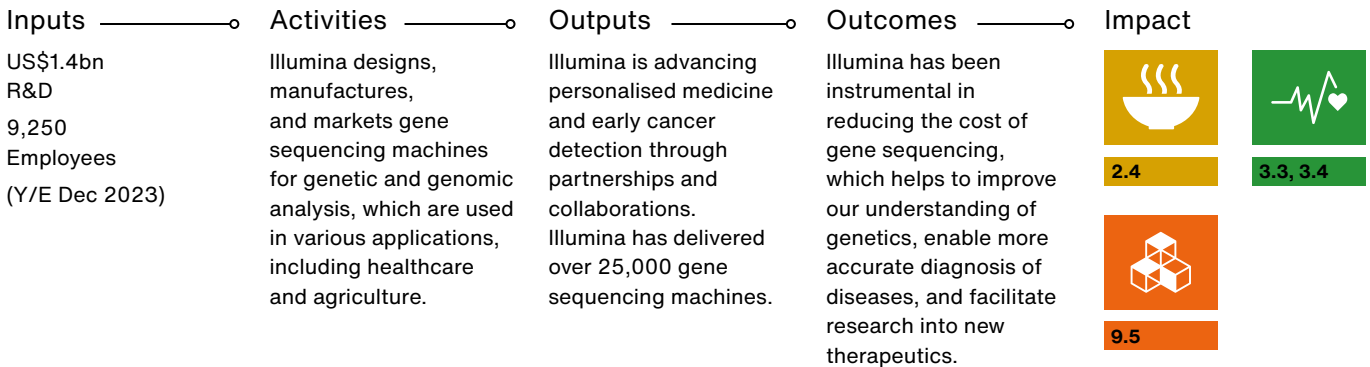 Inputs
US$1.4bn
R&D
9,250
Employees
(Y/E Dec 2023)
Activities
Illumina designs,
manufactures,
and markets gene
sequencing machines
for genetic and genomic
analysis, which are used
in various applications,
including healthcare
and agriculture.
Outputs
Illumina is advancing
personalised medicine
and early cancer
detection through
partnerships and
collaborations.
Illumina has delivered
over 25,000 gene
sequencing machines.
Outcomes
Illumina has been
instrumental in
reducing the cost of
gene sequencing,
which helps to improve
our understanding of
genetics, enable more
accurate diagnosis of
diseases, and facilitate
research into new
therapeutics.
Impact
2.4
3.3, 3.4
9.5